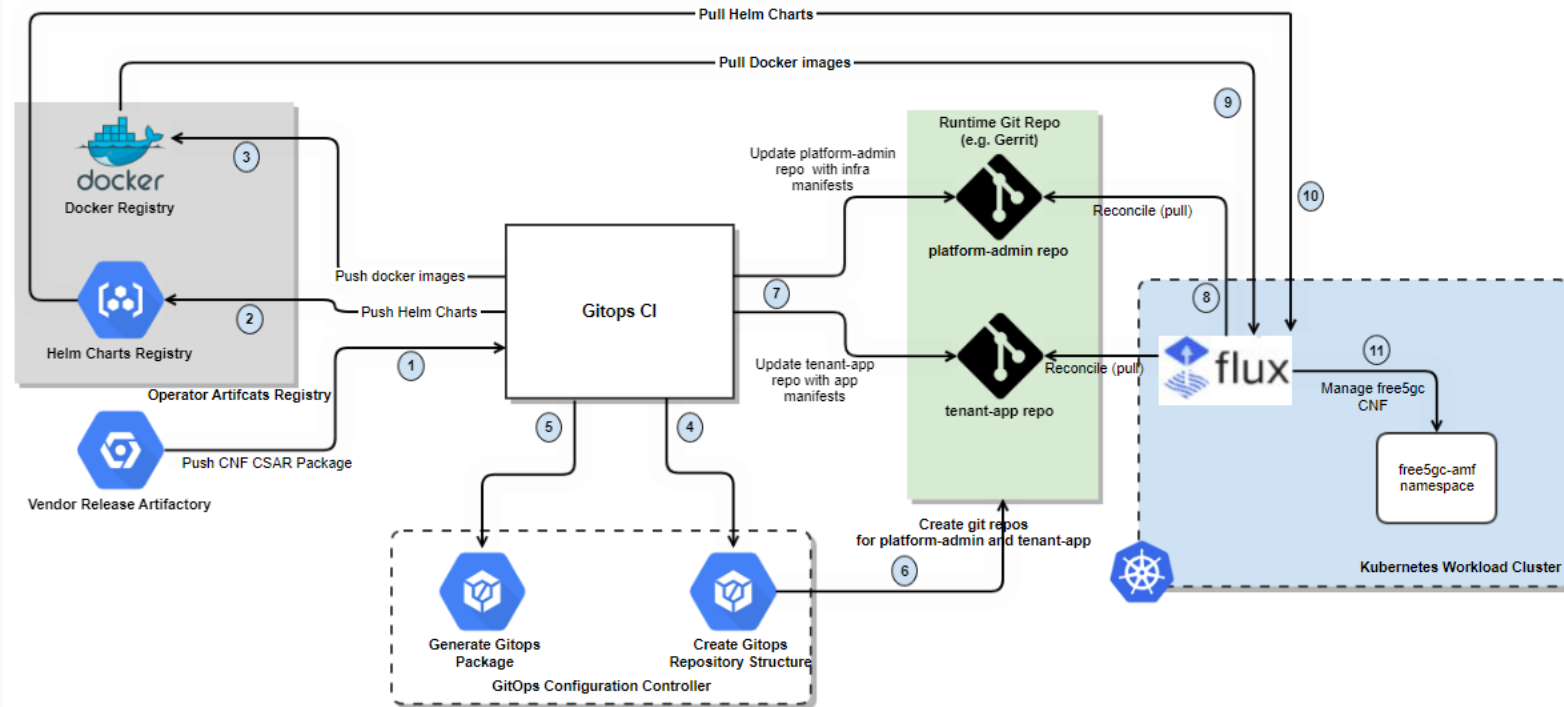 Pull Helm Charts
Pull Docker images
9
3
docker
Docker Registry
Runtime Git Repo
(e.g. Gerrit)
Update platform-admin
repo with infra
manifests
10
Reconcile (pull)
platform-admin repo
Push docker images
Gitops CI
7
8
2
Push Helm Charts
Helm Charts Registry
1
Operator Artifcats Registry
Update tenant-app
repo with app
manifests
Reconcile (pull)
tenant-app repo
flux
11
Manage free5gc
CNF
5
4
Push CNF CSAR Package
Vendor Release Artifactory
free5gc-amf
namespace
Create git repos
for platform-admin and tenant-app
6
Kubernetes Workload Cluster
Generate Gitops
Package
Create Gitops
Repository Structure
GitOps Configuration Controller